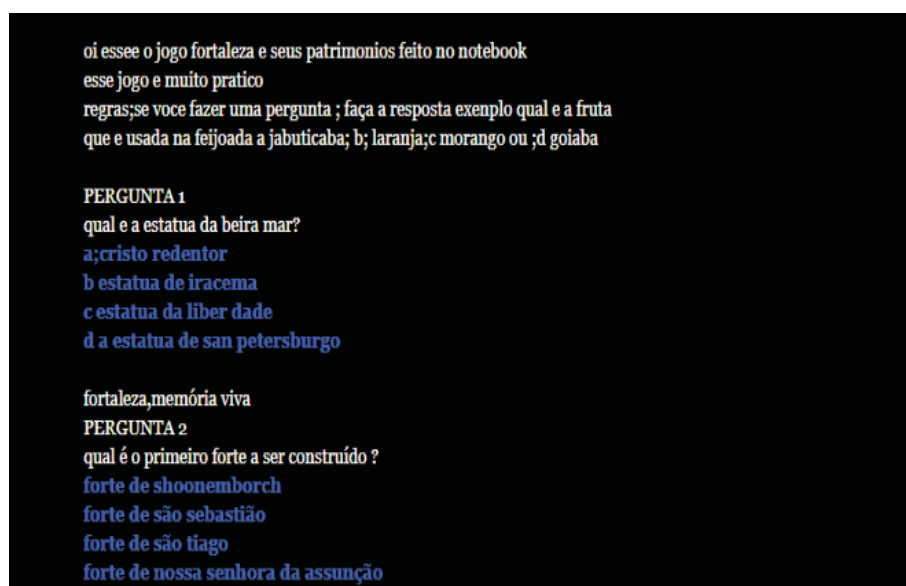 oi essee o jogo fortaleza e seus patrimonios feito no notebook
esse jogo e muito pratico
regras;se voce fazer uma pergunta ; faça a resposta exenplo qual e a fruta
que e usada na feijoada a jabuticaba; b; laranja;c morango ou ;d goiaba
PERGUNTA 1
qual e a estatua da beira mar?
a;cristo redentor
b estatua de iracema
c estatua da liber dade
d a estatua de san petersburgo
fortaleza,memória viva
PERGUNTA 2
qual é o primeiro forte a ser construído ?
forte de shoonemborch
forte de são sebastião
forte de são tiago
forte de nossa senhora da assunção